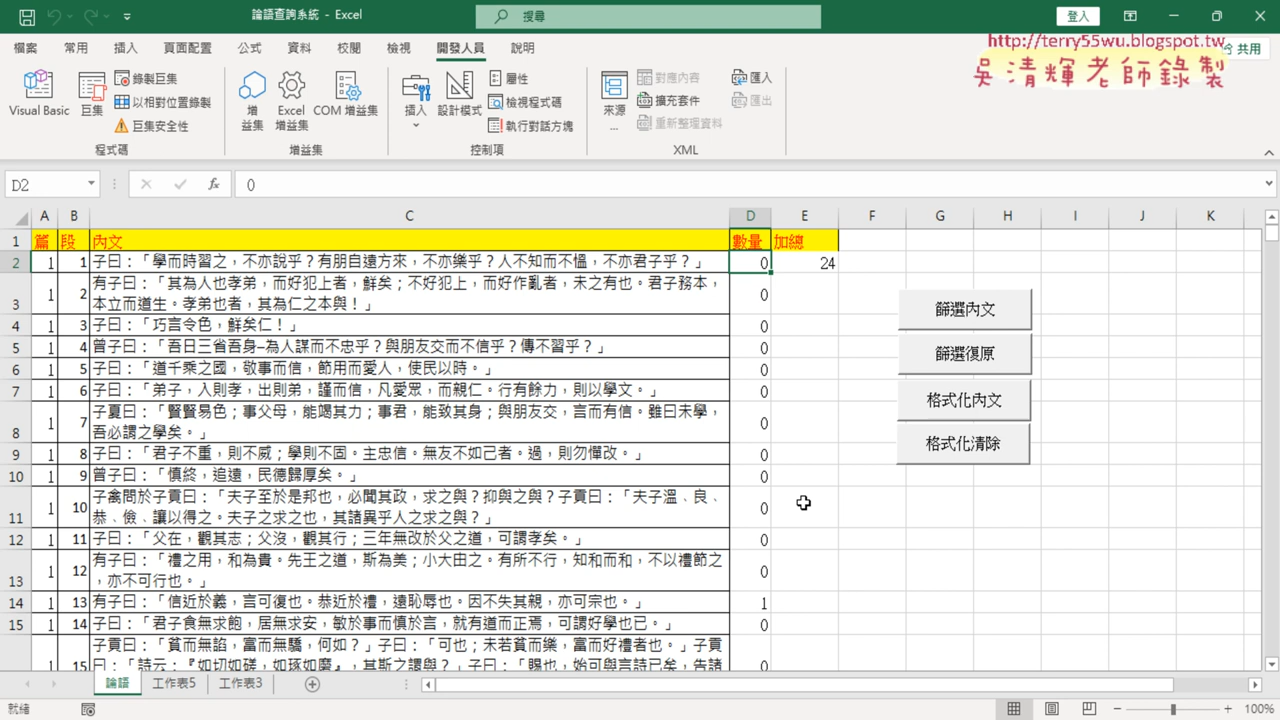 論語查詢系統 - Excel
搜尋
登入
檔案 常用 插入 頁面配置 公式 資料 校閱 檢視 開發人員 說明
共用
http://terry55wu.blogspot.tw
吳清輝老師錄製
Visual Basic
巨集
錄製巨集
以相對位置錄製
巨集安全性
程式碼
增益集
Excel 增益集
COM 增益集
增益集
插入
設計模式
屬性
檢視程式碼
執行對話方塊
控制項
來源...
對應內容
擴充套件
重新整理資料
匯入
匯出
XML
D2
fx
0
A B C D E F G H I J K
1 篇 段 內文 數量 加總
2 1 1 子曰：「學而時習之，不亦說乎？有朋自遠方來，不亦樂乎？人不知而不慍，不亦君子乎？」 0 24
3 1 2 有子曰：「其為人也孝弟，而好犯上者，鮮矣；不好犯上，而好作亂者，未之有也。君子務本，
本立而道生。孝弟也者，其為仁之本與！」 0
4 1 3 子曰：「巧言令色，鮮矣仁！」 0
5 1 4 曾子曰：「吾日三省吾身─為人謀而不忠乎？與朋友交而不信乎？傳不習乎？」 0
6 1 5 子曰：「道千乘之國，敬事而信，節用而愛人，使民以時。」 0
7 1 6 子曰：「弟子，入則孝，出則弟，謹而信，凡愛眾，而親仁。行有餘力，則以學文。」 0
8 1 7 子夏曰：「賢賢易色；事父母，能竭其力；事君，能致其身；與朋友交，言而有信。雖曰未學，
吾必謂之學矣。」 0
9 1 8 子曰：「君子不重，則不威；學則不固。主忠信。無友不如己者。過，則勿憚改。」 0
10 1 9 曾子曰：「慎終，追遠，民德歸厚矣。」 0
11 1 10 子禽問於子貢曰：「夫子至於是邦也，必聞其政，求之與？抑與之與？子貢曰：「夫子溫﹑良﹑
恭﹑儉﹑讓以得之。夫子之求之也，其諸異乎人之求之與？」 0
12 1 11 子曰：「父在，觀其志；父沒，觀其行；三年無改於父之道，可謂孝矣。」 0
13 1 12 有子曰：「禮之用，和為貴。先王之道，斯為美；小大由之。有所不行，知和而和，不以禮節之
，亦不可行也。」 0
14 1 13 有子曰：「信近於義，言可復也。恭近於禮，遠恥辱也。因不失其親，亦可宗也。」 1
15 1 14 子曰：「君子食無求飽，居無求安，敏於事而慎於言，就有道而正焉，可謂好學也已。」 0
1 15 子貢曰：「貧而無諂，富而無驕，何如？」子曰：「可也；未若貧而樂，富而好禮者也。」子貢
曰：「詩云：『如切如磋，如琢如磨』，其斯之謂與？」子曰：「賜也，始可與言詩已矣，告諸 0
篩選內文
篩選復原
格式化內文
格式化清除
論語 工作表5 工作表3
就緒
100%